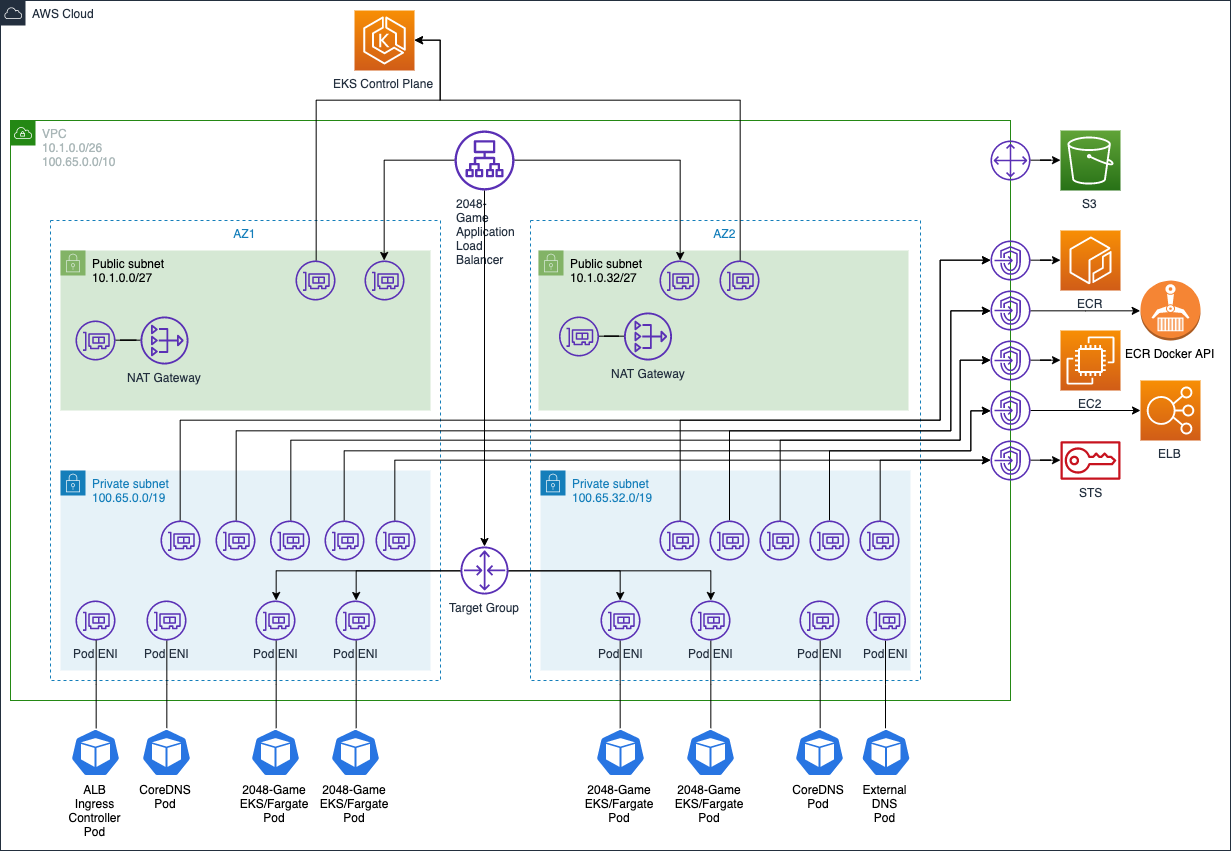 AWS Cloud
EKS Control Plane
VPC
10.1.0.0/26
100.65.0.0/10
2048-
Game
Application
Load
Balancer
S3
AZ1
AZ2
Public subnet
10.1.0.0/27
Public subnet
10.1.0.32/27
NAT Gateway
NAT Gateway
ECR
ECR Docker API
EC2
ELB
STS
Private subnet
100.65.0.0/19
Private subnet
100.65.32.0/19
Target Group
Pod ENI
Pod ENI
Pod ENI
Pod ENI
Pod ENI
Pod ENI
Pod ENI
Pod ENI
ALB
Ingress
Controller
Pod
CoreDNS
Pod
2048-Game
EKS/Fargate
Pod
2048-Game
EKS/Fargate
Pod
2048-Game
EKS/Fargate
Pod
2048-Game
EKS/Fargate
Pod
CoreDNS
Pod
External
DNS
Pod